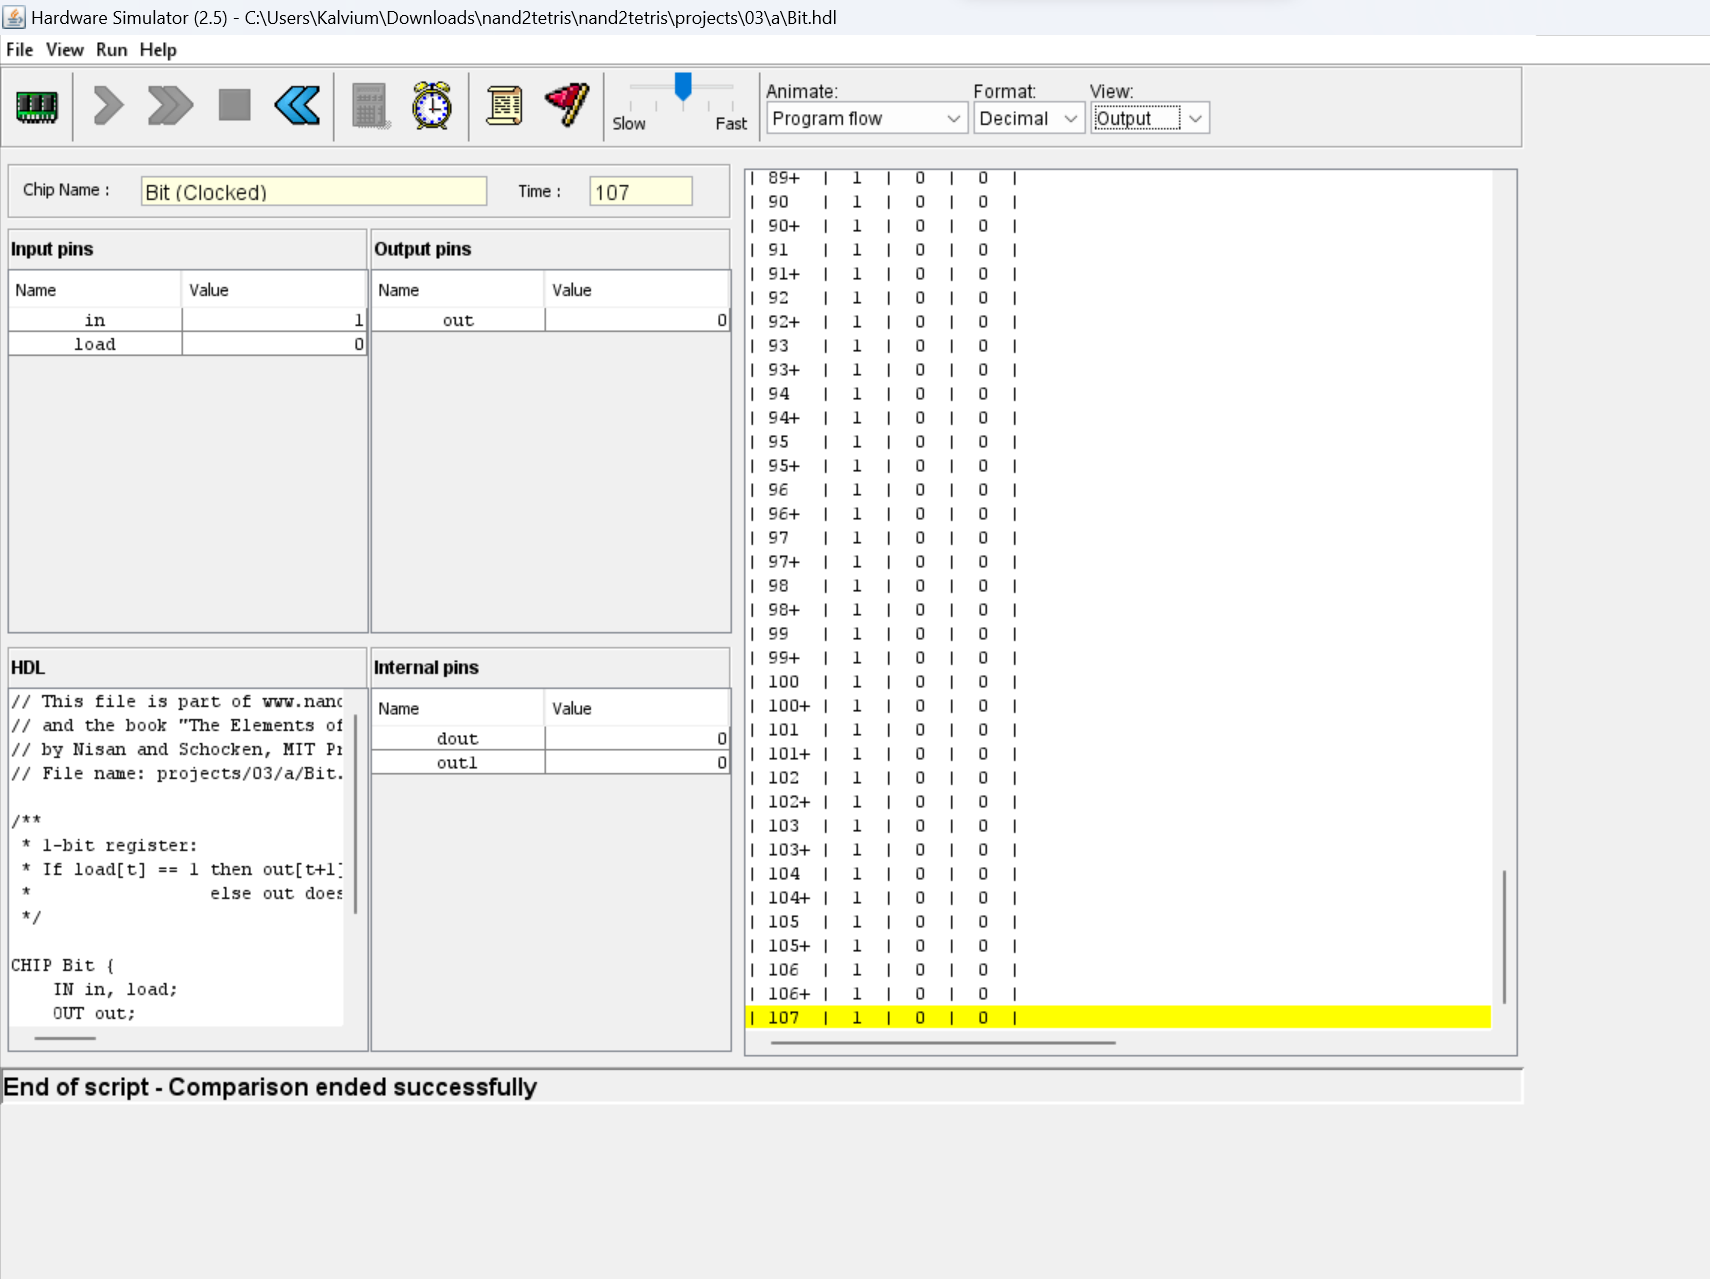 Hardware Simulator (2.5) - C:\Users\Kalvium\Downloads\nand2tetris\nand2tetris\projects\03\a\Bit.hdl
File View Run Help
Slow Fast
Animate: Format: View:
Program flow Decimal Output
Chip Name : Bit (Clocked) Time : 107
Input pins
Name Value
in 1
load 0
Output pins
Name Value
out 0
HDL
// This file is part of www.nand
// and the book "The Elements of
// by Nisan and Schocken, MIT Pr
// File name: projects/03/a/Bit.
/**
* 1-bit register:
* If load[t] == 1 then out[t+1]
* else out does
*/
CHIP Bit {
IN in, load;
OUT out;
Internal pins
Name Value
dout 0
out1 0
| 89+ | 1 | 0 | 0 |
| 90 | 1 | 0 | 0 |
| 90+ | 1 | 0 | 0 |
| 91 | 1 | 0 | 0 |
| 91+ | 1 | 0 | 0 |
| 92 | 1 | 0 | 0 |
| 92+ | 1 | 0 | 0 |
| 93 | 1 | 0 | 0 |
| 93+ | 1 | 0 | 0 |
| 94 | 1 | 0 | 0 |
| 94+ | 1 | 0 | 0 |
| 95 | 1 | 0 | 0 |
| 95+ | 1 | 0 | 0 |
| 96 | 1 | 0 | 0 |
| 96+ | 1 | 0 | 0 |
| 97 | 1 | 0 | 0 |
| 97+ | 1 | 0 | 0 |
| 98 | 1 | 0 | 0 |
| 98+ | 1 | 0 | 0 |
| 99 | 1 | 0 | 0 |
| 99+ | 1 | 0 | 0 |
| 100 | 1 | 0 | 0 |
| 100+ | 1 | 0 | 0 |
| 101 | 1 | 0 | 0 |
| 101+ | 1 | 0 | 0 |
| 102 | 1 | 0 | 0 |
| 102+ | 1 | 0 | 0 |
| 103 | 1 | 0 | 0 |
| 103+ | 1 | 0 | 0 |
| 104 | 1 | 0 | 0 |
| 104+ | 1 | 0 | 0 |
| 105 | 1 | 0 | 0 |
| 105+ | 1 | 0 | 0 |
| 106 | 1 | 0 | 0 |
| 106+ | 1 | 0 | 0 |
| 107 | 1 | 0 | 0 |
End of script - Comparison ended successfully